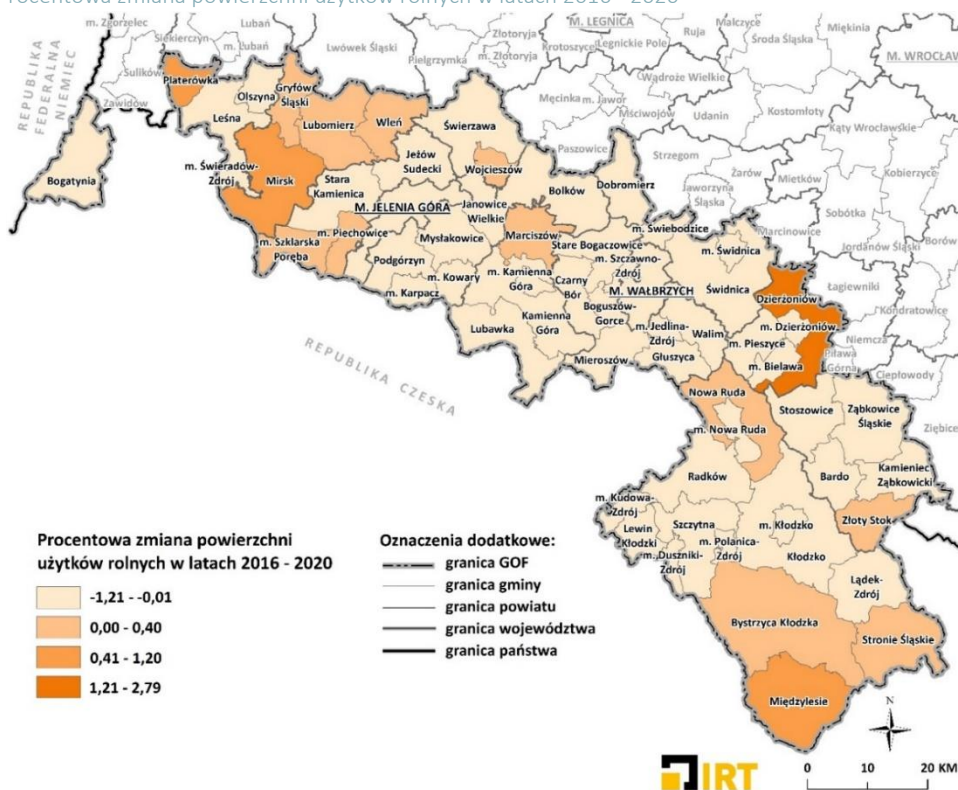 Procentowa zmiana powierzchni użytków rolnych w latach 2016 - 2020
m. Zgorzelec
Lubań
Siekierczyn
m. Lubań
Sulików
Zawidów
Lwówek Śląski
Pielgrzymka
Złotoryja
m. Złotoryja
Krotoszyce
M. LEGNICA
Legnickie Pole
Ruja
Malczyce
Środa Śląska
Miękinia
M. WROCŁAW
REPUBLIKA
FEDERALNA
NIEMIEC
Męcinka
m. Jawor
Mściwojów
Paszowice
Wądroże Wielkie
Udanin
Kostomłoty
Kąty Wrocławskie
Kobierzyce
Strzegom
Żarów
Mietków
Jaworzyna
Śląska
Sobótka
Marcinowice
Jordanów Śląski
Borów
Łagiewniki
Kondratowice
Niemcza
Piława
Górna
Ciepłowody
Ziębice
Platerówka
Olszyna
Gryfów
Śląski
Leśna
Lubomierz
Wleń
Świerzawa
Bogatynia
m. Świeradów-
Zdrój
Mirsk
Stara
Kamienica
Jeżów
Sudecki
Wojcieszów
Bolków
Dobromierz
M. JELENIA GÓRA
Janowice
Wielkie
m. Piechowice
Mysłakowice
Marciszów
m. Świebodzice
m. Szklarska
Poręba
Podgórzyn
m. Kowary
m. Karpacz
Stare Bogaczowice
m. Szczawno-
Zdrój
m. Świdnica
Świdnica
m. Kamienna
Góra
Czarny
Bór
M. WAŁBRZYCH
Boguszów-
Gorce
Dzierżoniów
m. Dzierżoniów
Lubawka
Kamienna
Góra
m. Jedlina-
Zdrój
Walim
m. Pieszyce
Mieroszów
Głuszyca
m. Bielawa
REPUBLIKA CZESKA
Nowa Ruda
m. Nowa Ruda
Stoszowice
Ząbkowice
Śląskie
Radków
Bardo
Kamieniec
Ząbkowicki
m. Kudowa-
Zdrój
Lewin
Kłodzki
Szczytna
m. Kłodzko
Złoty Stok
m. Duszniki-
Zdrój
m. Polanica-
Zdrój
Kłodzko
Lądek-
Zdrój
Bystrzyca Kłodzka
Stronie Śląskie
Międzylesie
Procentowa zmiana powierzchni
użytków rolnych w latach 2016 - 2020
-1,21 - -0,01
0,00 - 0,40
0,41 - 1,20
1,21 - 2,79
Oznaczenia dodatkowe:
granica GOF
granica gminy
granica powiatu
granica województwa
granica państwa
N
IRT
0 10 20 KM